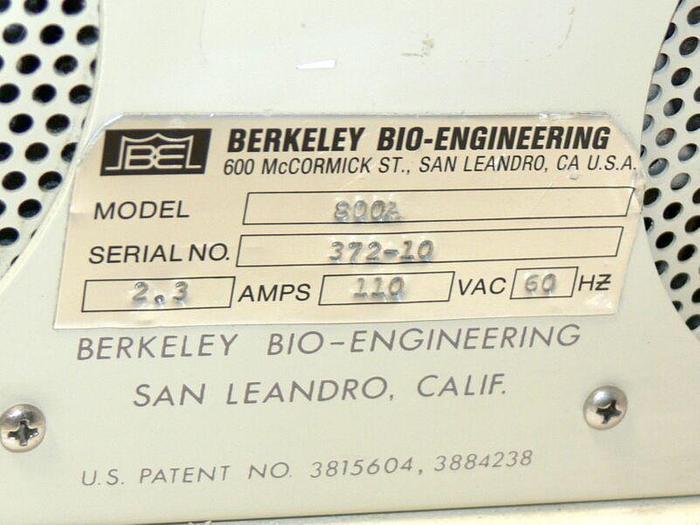 BBE BERKELEY BIO-ENGINEERING
600 McCORMICK ST., SAN LEANDRO, CA U.S.A.
MODEL 800A
SERIAL NO. 372-10
2.3 AMPS 110 VAC 60 HZ
BERKELEY BIO-ENGINEERING
SAN LEANDRO, CALIF.
U.S. PATENT NO. 3815604, 3884238